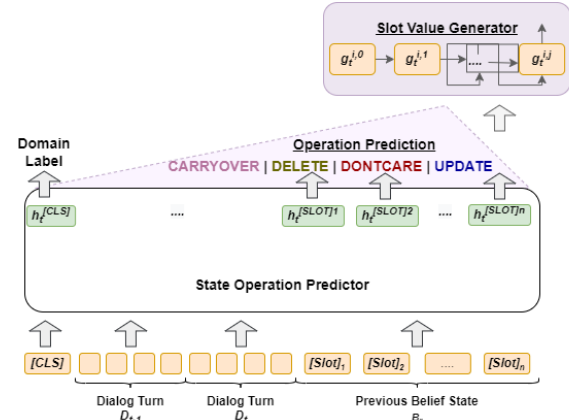 Slot Value Generator
g_t^{i,0} g_t^{i,1} .... g_t^{i,j}
Domain
Label
Operation Prediction
CARRYOVER | DELETE | DONTCARE | UPDATE
h_t^{[CLS]} .... h_t^{[SLOT]1} h_t^{[SLOT]2} .... h_t^{[SLOT]n}
State Operation Predictor
[CLS] [Slot]_1 [Slot]_2 .... [Slot]_n
Dialog Turn Dialog Turn Previous Belief State
D_{t-1} D_t